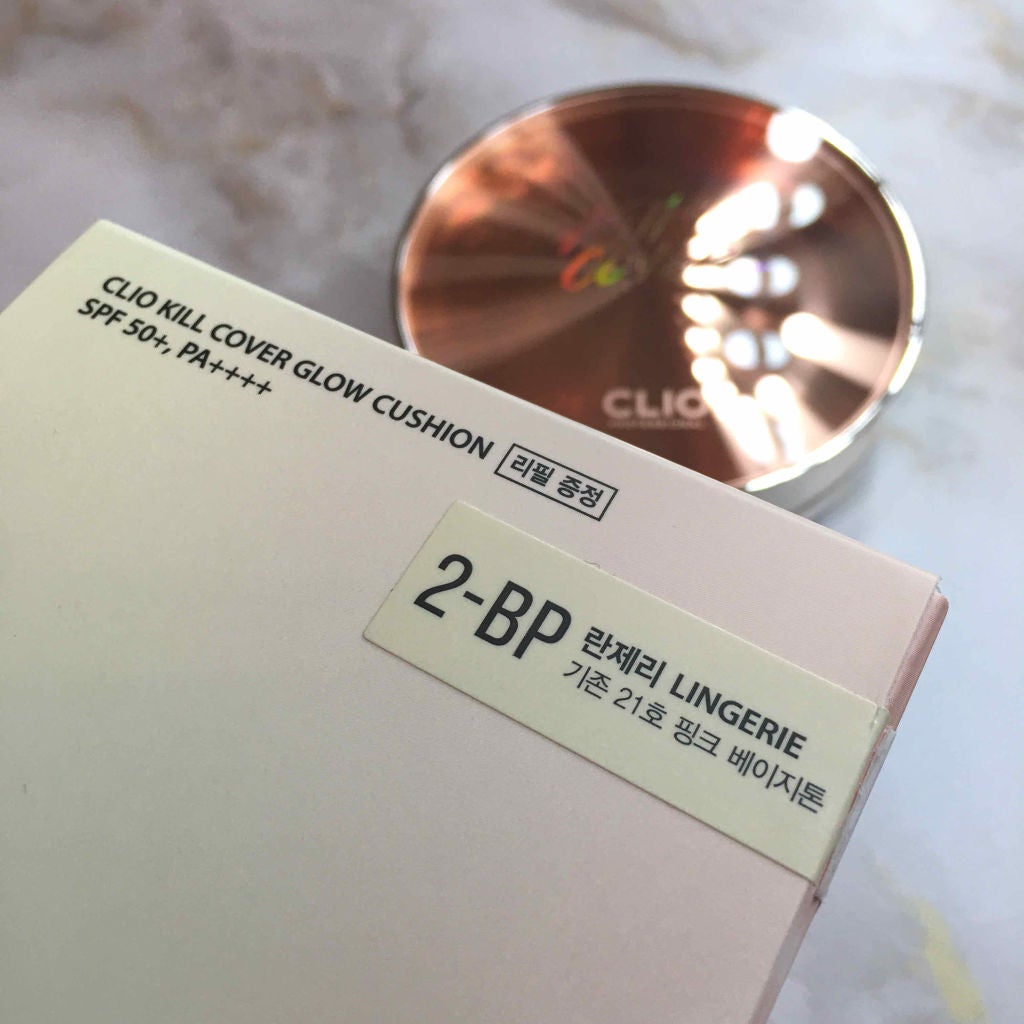 CLIO KILL COVER GLOW CUSHION 리필 증정
SPF 50+, PA++++
2-BP 란제리 LINGERIE
기존 21호 핑크 베이지톤
CLIO